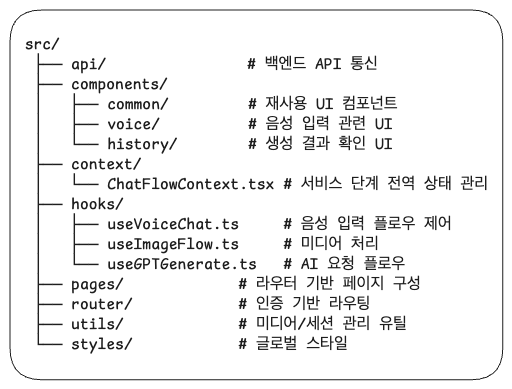 src/
├── api/                # 백엔드 API 통신
├── components/
│   ├── common/         # 재사용 UI 컴포넌트
│   ├── voice/          # 음성 입력 관련 UI
│   └── history/        # 생성 결과 확인 UI
├── context/
│   └── ChatFlowContext.tsx # 서비스 단계 전역 상태 관리
├── hooks/
│   ├── useVoiceChat.ts     # 음성 입력 플로우 제어
│   ├── useImageFlow.ts     # 미디어 처리
│   └── useGPTGenerate.ts   # AI 요청 플로우
├── pages/              # 라우터 기반 페이지 구성
├── router/             # 인증 기반 라우팅
├── utils/              # 미디어/세션 관리 유틸
└── styles/             # 글로벌 스타일